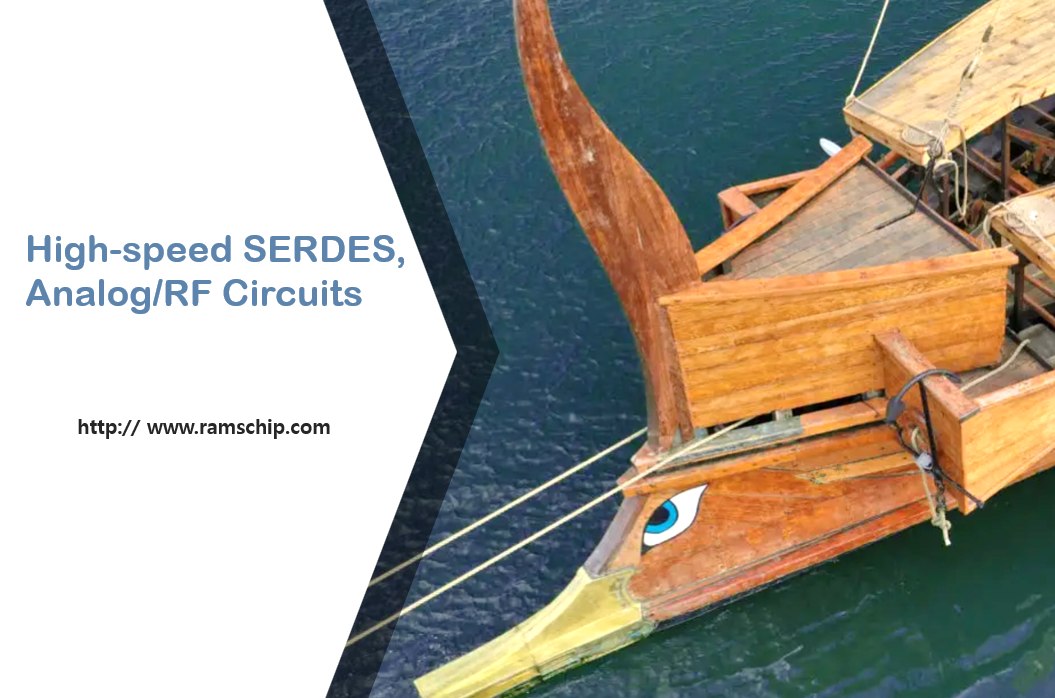 High-speed SERDES,
Analog/RF Circuits
http:// www.ramschip.com